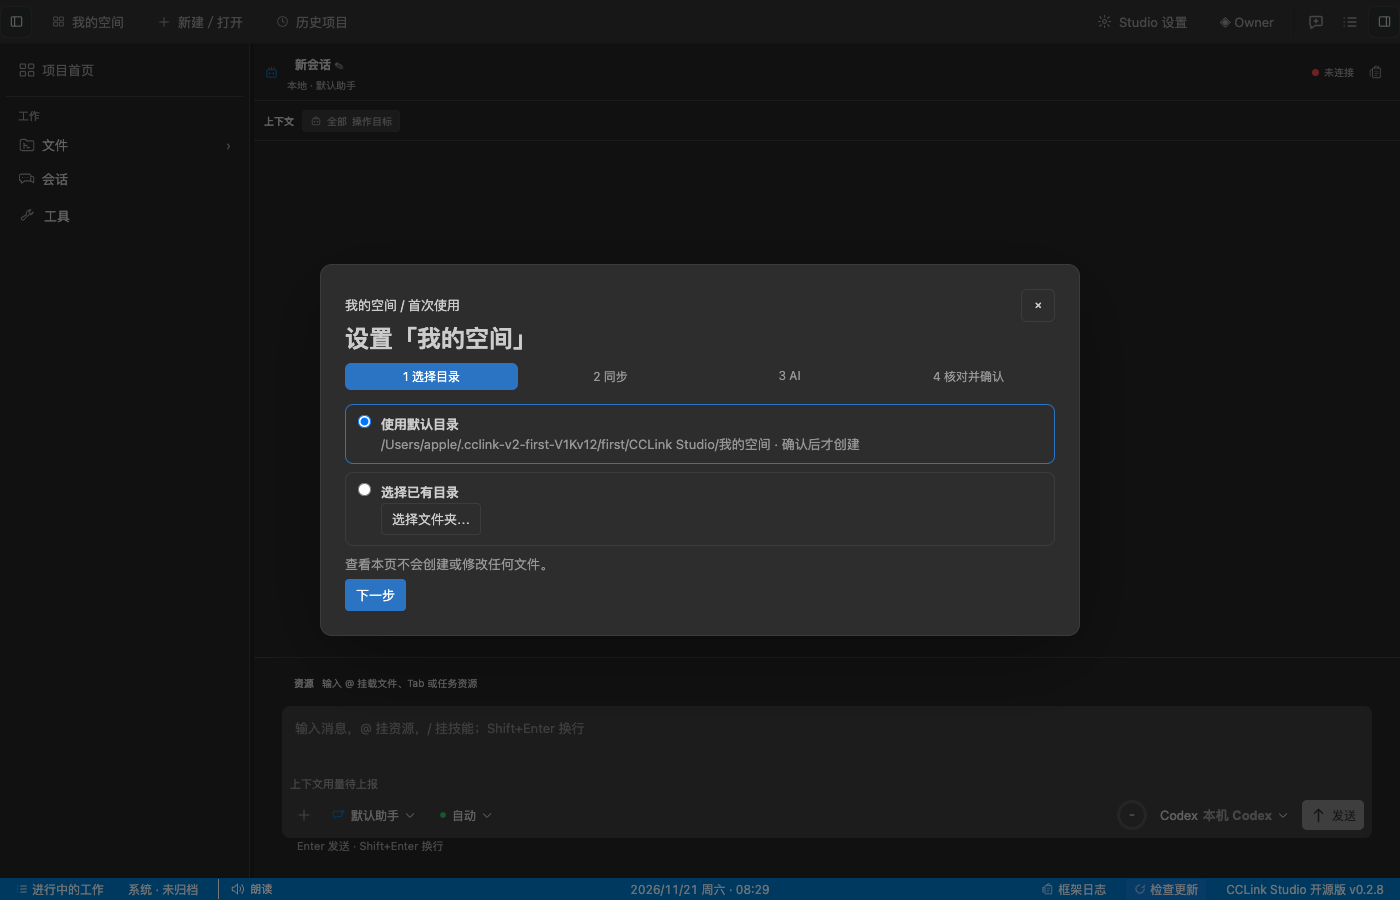 我的空间
新建 / 打开
历史项目
Studio 设置
Owner
项目首页
工作
文件
会话
工具
新会话
本地 · 默认助手
未连接
上下文
全部 操作目标
我的空间 / 首次使用
×
设置「我的空间」
1 选择目录
2 同步
3 AI
4 核对并确认
使用默认目录
/Users/apple/.cclink-v2-first-V1Kv12/first/CCLink Studio/我的空间 · 确认后才创建
选择已有目录
选择文件夹...
查看本页不会创建或修改任何文件。
下一步
资源 输入 @ 挂载文件、Tab 或任务资源
输入消息，@ 挂资源，/ 挂技能；Shift+Enter 换行
上下文用量待上报
默认助手
自动
-
Codex 本机 Codex
发送
Enter 发送 · Shift+Enter 换行
进行中的工作
系统 · 未归档
朗读
2026/11/21 周六 · 08:29
框架日志
检查更新
CCLink Studio 开源版 v0.2.8